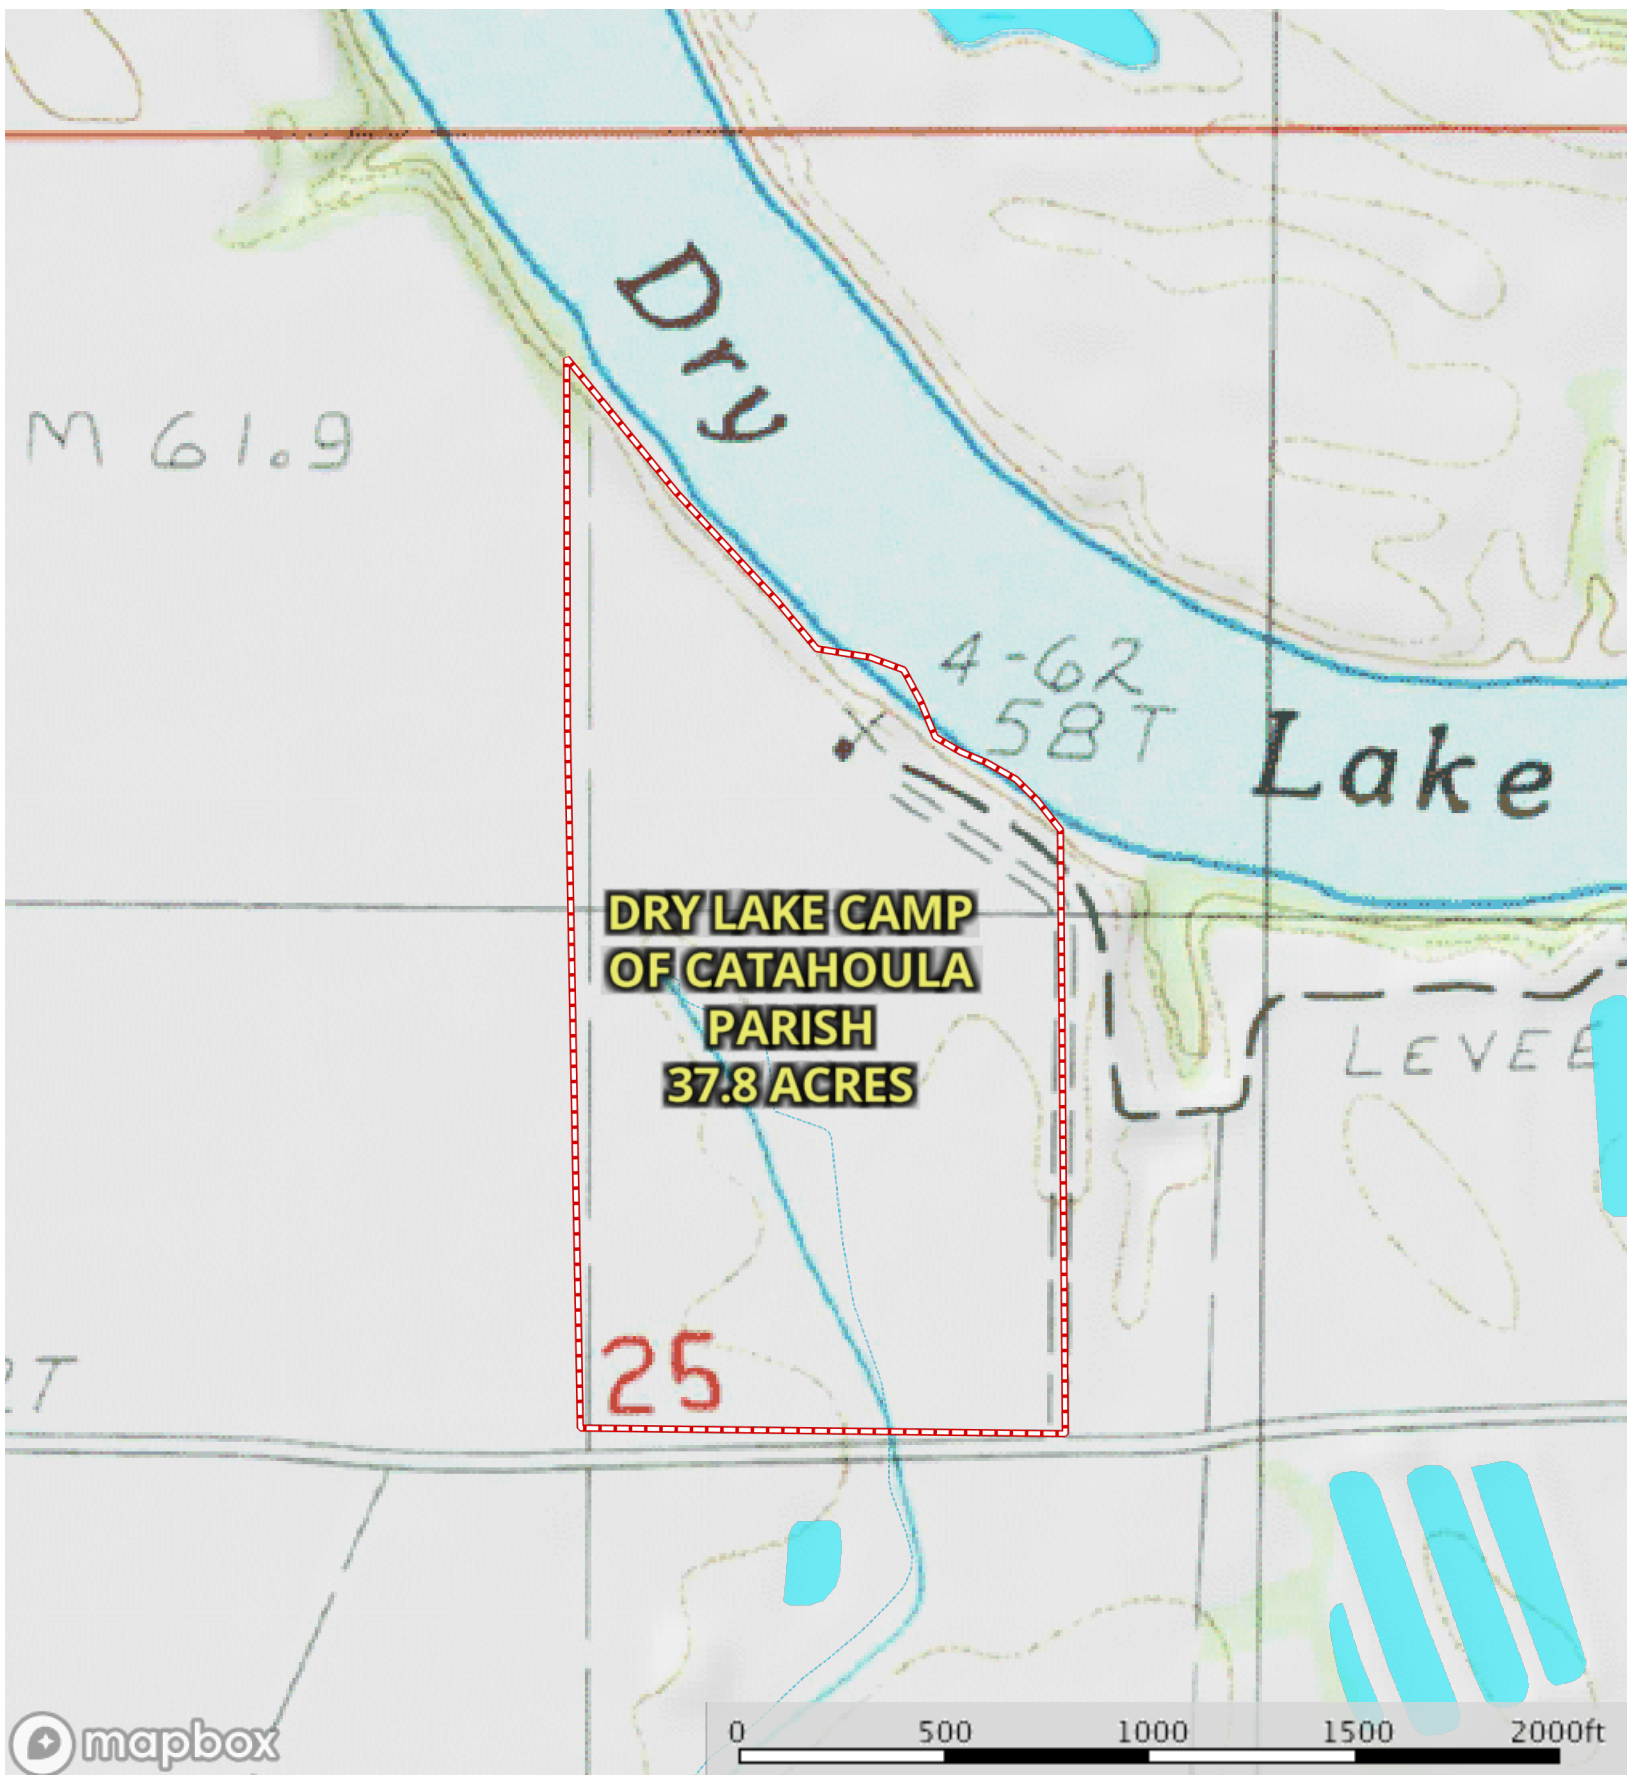 Dry
M 61.9
4-62
58T
Lake
DRY LAKE CAMP
OF CATAHOULA
PARISH
37.8 ACRES
LEVEE
25
mapbox
0 500 1000 1500 2000ft